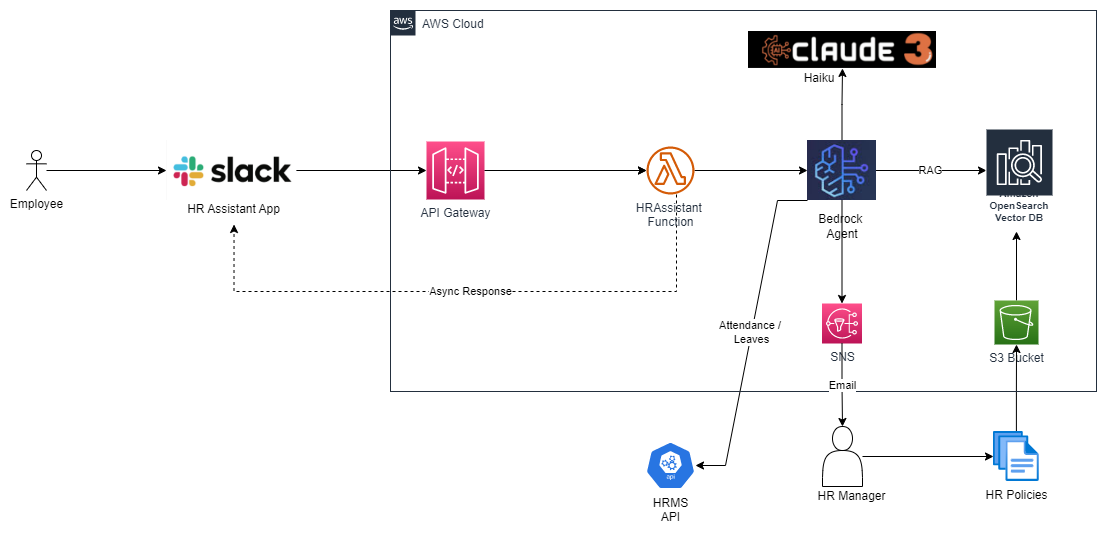 aws
AWS Cloud
AI
CLAUDE 3
Haiku
Employee
slack
HR Assistant App
</>
API Gateway
HRAssistant
Function
Bedrock
Agent
RAG
Amazon
OpenSearch
Vector DB
Async Response
Attendance /
Leaves
SNS
S3 Bucket
Email
api
HRMS
API
HR Manager
HR Policies